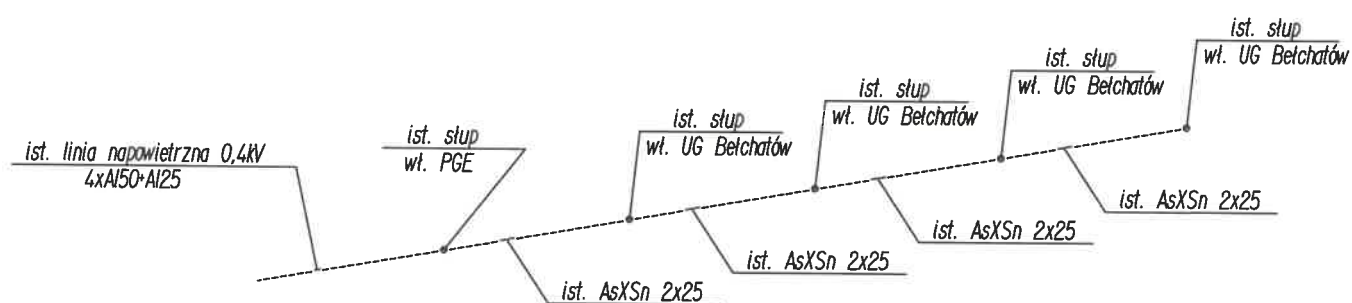 ist. linia napowietrzna 0,4kV
4xAl50+Al25
ist. słup
wł. PGE
ist. słup
wł. UG Bełchatów
ist. słup
wł. UG Bełchatów
ist. słup
wł. UG Bełchatów
ist. słup
wł. UG Bełchatów
ist. AsXSn 2x25
ist. AsXSn 2x25
ist. AsXSn 2x25
ist. AsXSn 2x25